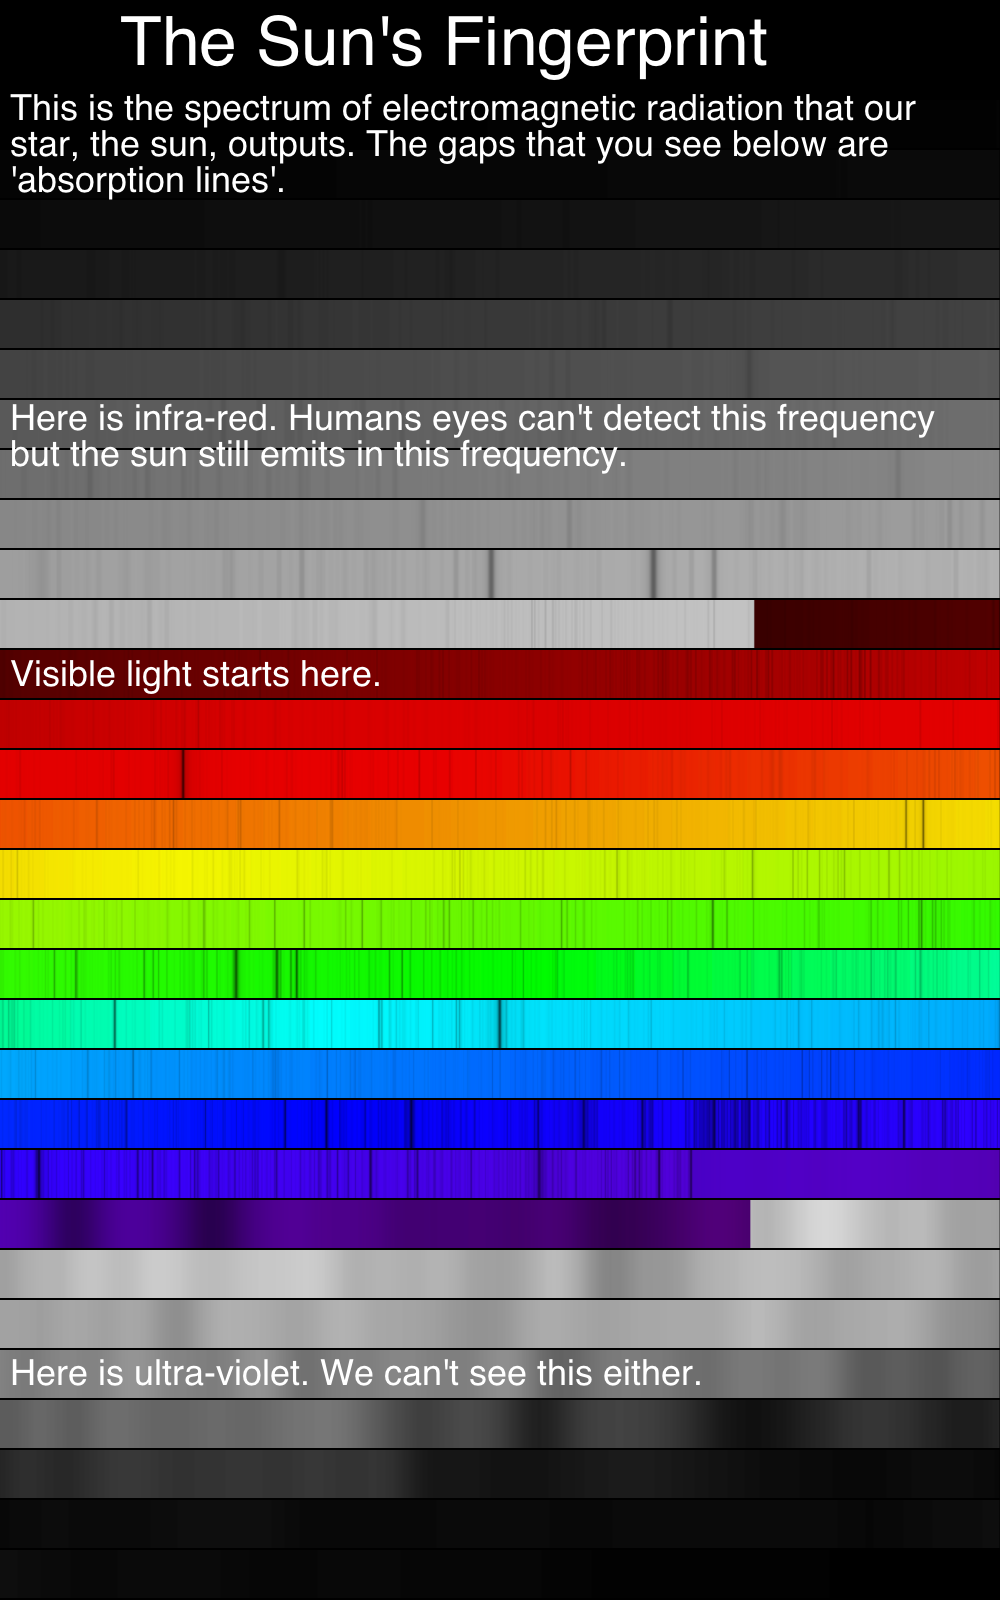 The Sun's Fingerprint
This is the spectrum of electromagnetic radiation that our
star, the sun, outputs. The gaps that you see below are
'absorption lines'.
Here is infra-red. Humans eyes can't detect this frequency
but the sun still emits in this frequency.
Visible light starts here.
Here is ultra-violet. We can't see this either.